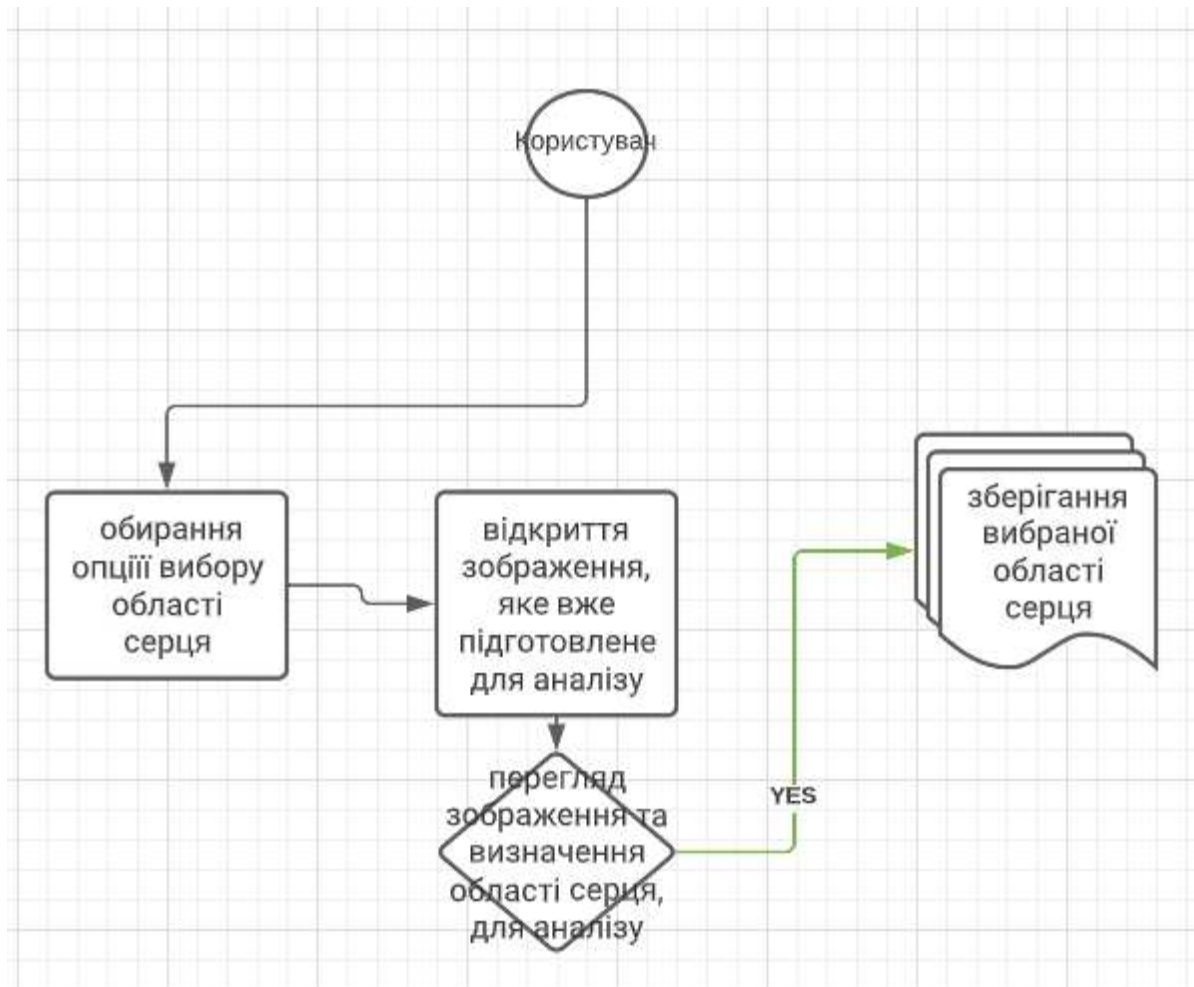 Користувач
обирання
опціїї вибору
області
серця
відкриття
зображення,
яке вже
підготовлене
для аналізу
зберігання
вибраної
області
серця
перегляд
зображення та
визначення
області серця,
для аналізу
YES